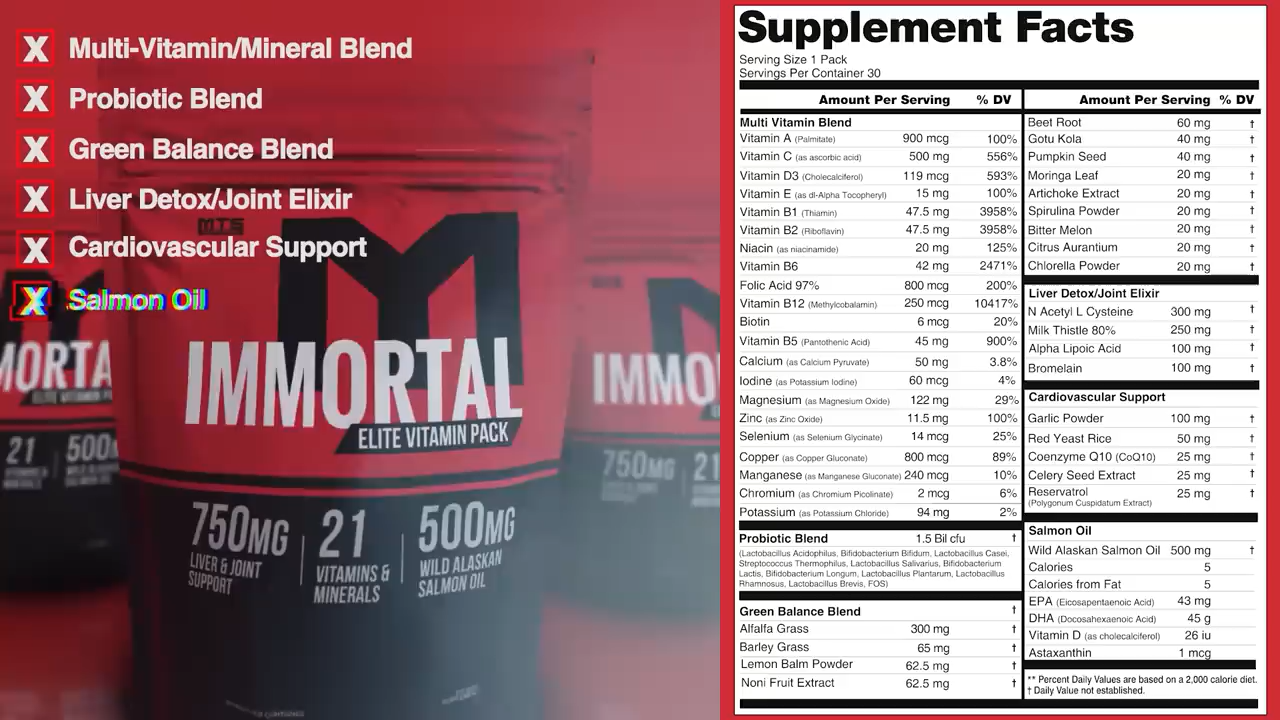 X Multi-Vitamin/Mineral Blend
X Probiotic Blend
X Green Balance Blend
X Liver Detox/Joint Elixir
X Cardiovascular Support
X Salmon Oil
MTS
IMMORTAL
ELITE VITAMIN PACK
750MG
LIVER & JOINT
SUPPORT
21
VITAMINS &
MINERALS
500MG
WILD ALASKAN
SALMON OIL
Supplement Facts
Serving Size 1 Pack
Servings Per Container 30
Amount Per Serving % DV
Multi Vitamin Blend
Vitamin A (Palmitate) 900 mcg 100%
Vitamin C (as ascorbic acid) 500 mg 556%
Vitamin D3 (Cholecalciferol) 119 mcg 593%
Vitamin E (as dl-Alpha Tocopheryl) 15 mg 100%
Vitamin B1 (Thiamin) 47.5 mg 3958%
Vitamin B2 (Riboflavin) 47.5 mg 3958%
Niacin (as niacinamide) 20 mg 125%
Vitamin B6 42 mg 2471%
Folic Acid 97% 800 mcg 200%
Vitamin B12 (Methylcobalamin) 250 mcg 10417%
Biotin 6 mcg 20%
Vitamin B5 (Pantothenic Acid) 45 mg 900%
Calcium (as Calcium Pyruvate) 50 mg 3.8%
Iodine (as Potassium Iodine) 60 mcg 4%
Magnesium (as Magnesium Oxide) 122 mg 29%
Zinc (as Zinc Oxide) 11.5 mg 100%
Selenium (as Selenium Glycinate) 14 mcg 25%
Copper (as Copper Gluconate) 800 mcg 89%
Manganese (as Manganese Gluconate) 240 mcg 10%
Chromium (as Chromium Picolinate) 2 mcg 6%
Potassium (as Potassium Chloride) 94 mg 2%
Probiotic Blend 1.5 Bil cfu †
(Lactobacillus Acidophilus, Bifidobacterium Bifidum, Lactobacillus Casei,
Streptococcus Thermophilus, Lactobacillus Salivarius, Bifidobacterium
Lactis, Bifidobacterium Longum, Lactobacillus Plantarum, Lactobacillus
Rhamnosus, Lactobacillus Brevis, FOS)
Green Balance Blend †
Alfalfa Grass 300 mg †
Barley Grass 65 mg †
Lemon Balm Powder 62.5 mg †
Noni Fruit Extract 62.5 mg †
Amount Per Serving % DV
Beet Root 60 mg †
Gotu Kola 40 mg †
Pumpkin Seed 40 mg †
Moringa Leaf 20 mg †
Artichoke Extract 20 mg †
Spirulina Powder 20 mg †
Bitter Melon 20 mg †
Citrus Aurantium 20 mg †
Chlorella Powder 20 mg †
Liver Detox/Joint Elixir
N Acetyl L Cysteine 300 mg †
Milk Thistle 80% 250 mg †
Alpha Lipoic Acid 100 mg †
Bromelain 100 mg †
Cardiovascular Support
Garlic Powder 100 mg †
Red Yeast Rice 50 mg †
Coenzyme Q10 (CoQ10) 25 mg †
Celery Seed Extract 25 mg †
Reservatrol 25 mg †
(Polygonum Cuspidatum Extract)
Salmon Oil
Wild Alaskan Salmon Oil 500 mg †
Calories 5
Calories from Fat 5
EPA (Eicosapentaenoic Acid) 43 mg
DHA (Docosahexaenoic Acid) 45 g
Vitamin D (as cholecalciferol) 26 iu
Astaxanthin 1 mcg
** Percent Daily Values are based on a 2,000 calorie diet.
† Daily Value not established.